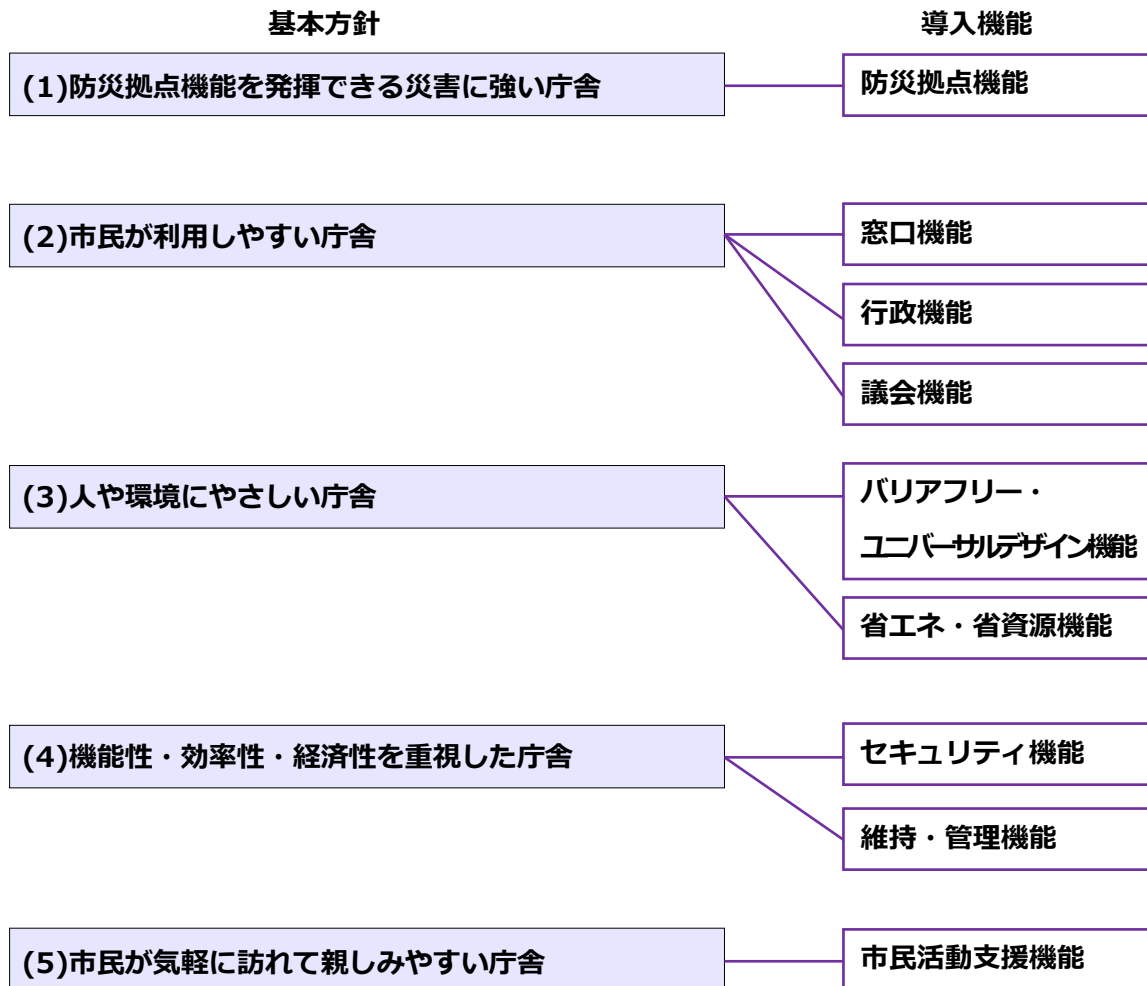 基本方針
導入機能
(1)防災拠点機能を発揮できる災害に強い庁舎
防災拠点機能
(2)市民が利用しやすい庁舎
窓口機能
行政機能
議会機能
(3)人や環境にやさしい庁舎
バリアフリー・
ユニバーサルデザイン機能
省エネ・省資源機能
(4)機能性・効率性・経済性を重視した庁舎
セキュリティ機能
維持・管理機能
(5)市民が気軽に訪れて親しみやすい庁舎
市民活動支援機能